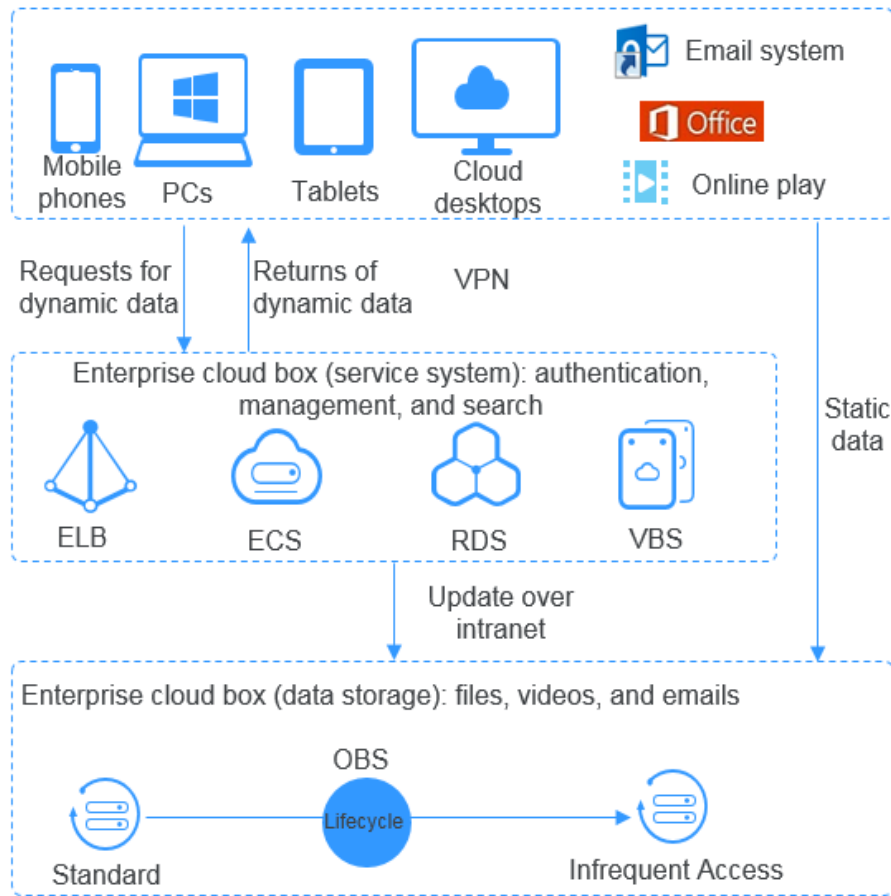 Email system
Office
Online play
Mobile
phones
PCs
Tablets
Cloud
desktops
Requests for
dynamic data
Returns of
dynamic data
VPN
Static
data
Enterprise cloud box (service system): authentication,
management, and search
ELB
ECS
RDS
VBS
Update over
intranet
Enterprise cloud box (data storage): files, videos, and emails
OBS
Lifecycle
Standard
Infrequent Access